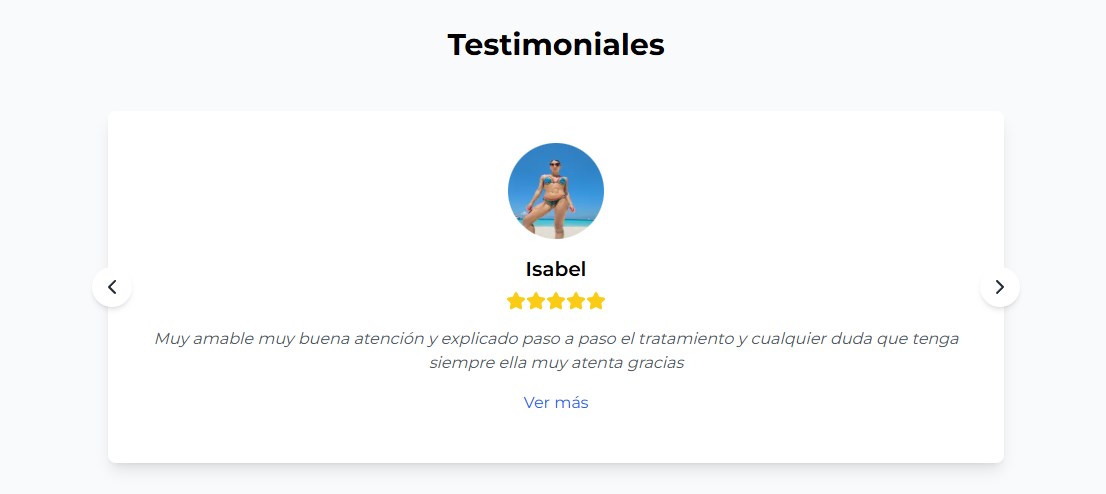 Testimoniales
Isabel
Muy amable muy buena atención y explicado paso a paso el tratamiento y cualquier duda que tenga
siempre ella muy atenta gracias
Ver más